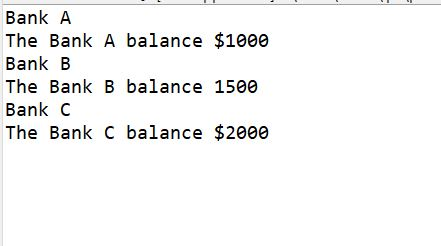 Bank A
The Bank A balance $1000
Bank B
The Bank B balance 1500
Bank C
The Bank C balance $2000